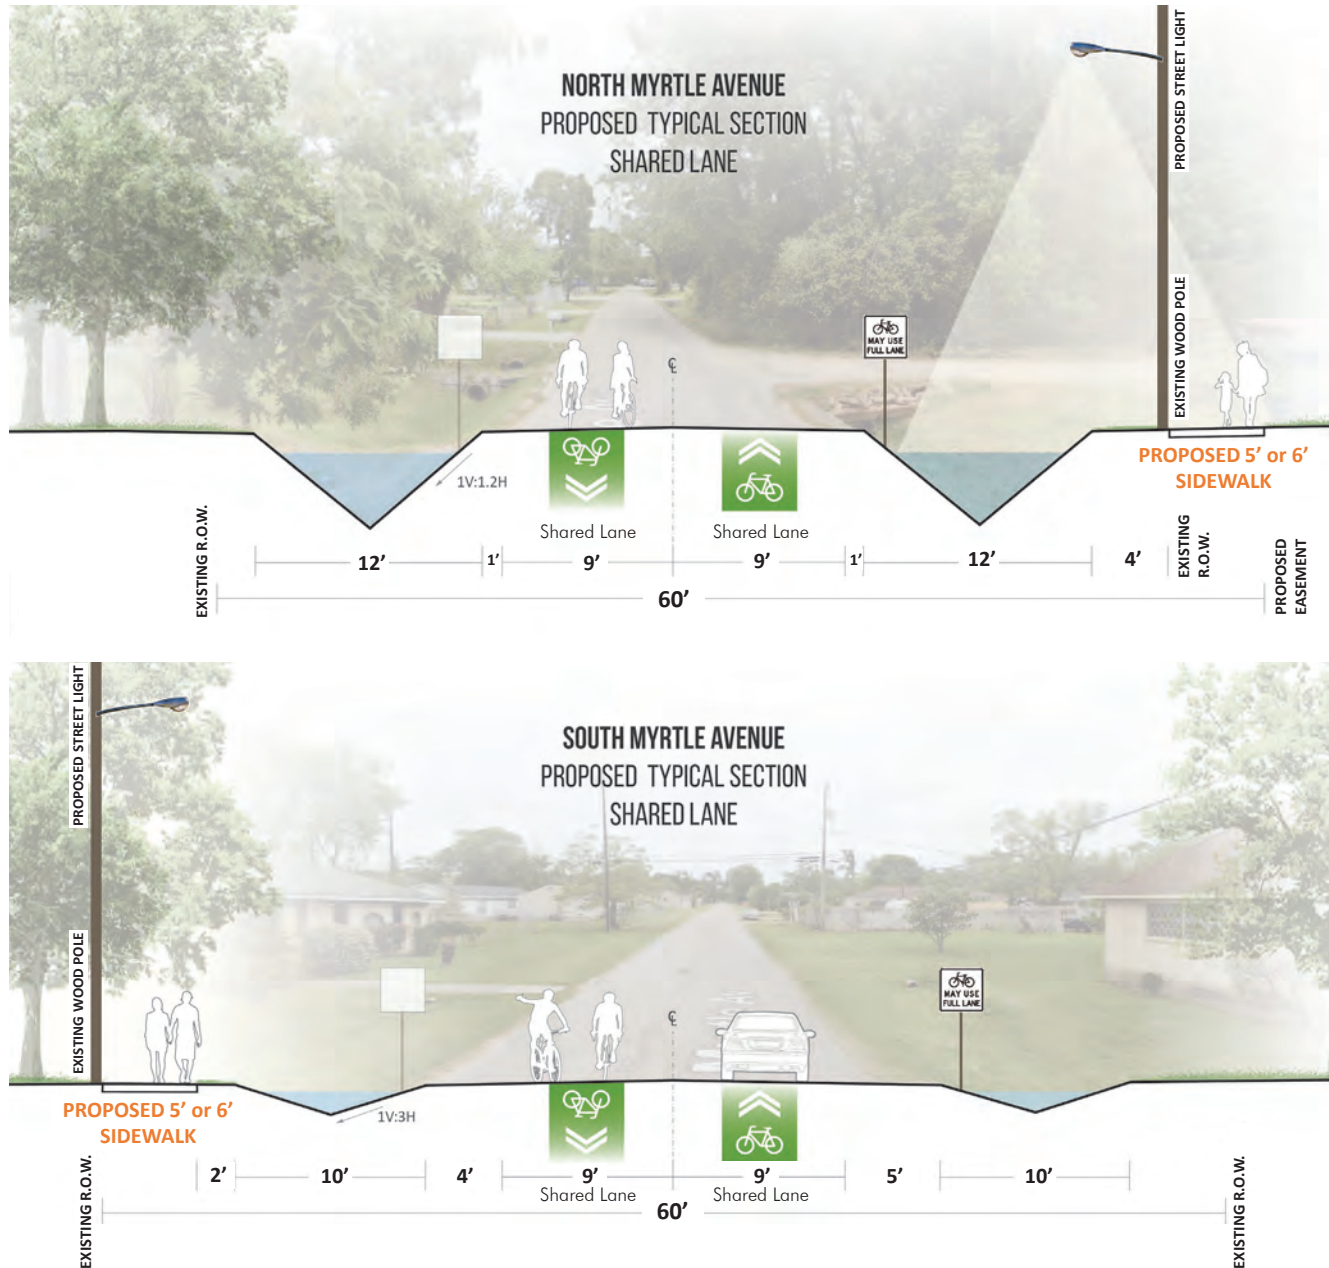 NORTH MYRTLE AVENUE
PROPOSED TYPICAL SECTION
SHARED LANE
PROPOSED STREET LIGHT
EXISTING WOOD POLE
MAY USE
FULL LANE
℄
1V:1.2H
PROPOSED 5’ or 6’
SIDEWALK
Shared Lane
Shared Lane
EXISTING R.O.W.
12’
1’
9’
9’
1’
12’
4’
EXISTING
R.O.W.
PROPOSED
EASEMENT
60’
SOUTH MYRTLE AVENUE
PROPOSED TYPICAL SECTION
SHARED LANE
PROPOSED STREET LIGHT
EXISTING WOOD POLE
MAY USE
FULL LANE
℄
1V:3H
PROPOSED 5’ or 6’
SIDEWALK
EXISTING R.O.W.
2’
10’
4’
9’
9’
5’
10’
Shared Lane
Shared Lane
60’
EXISTING R.O.W.